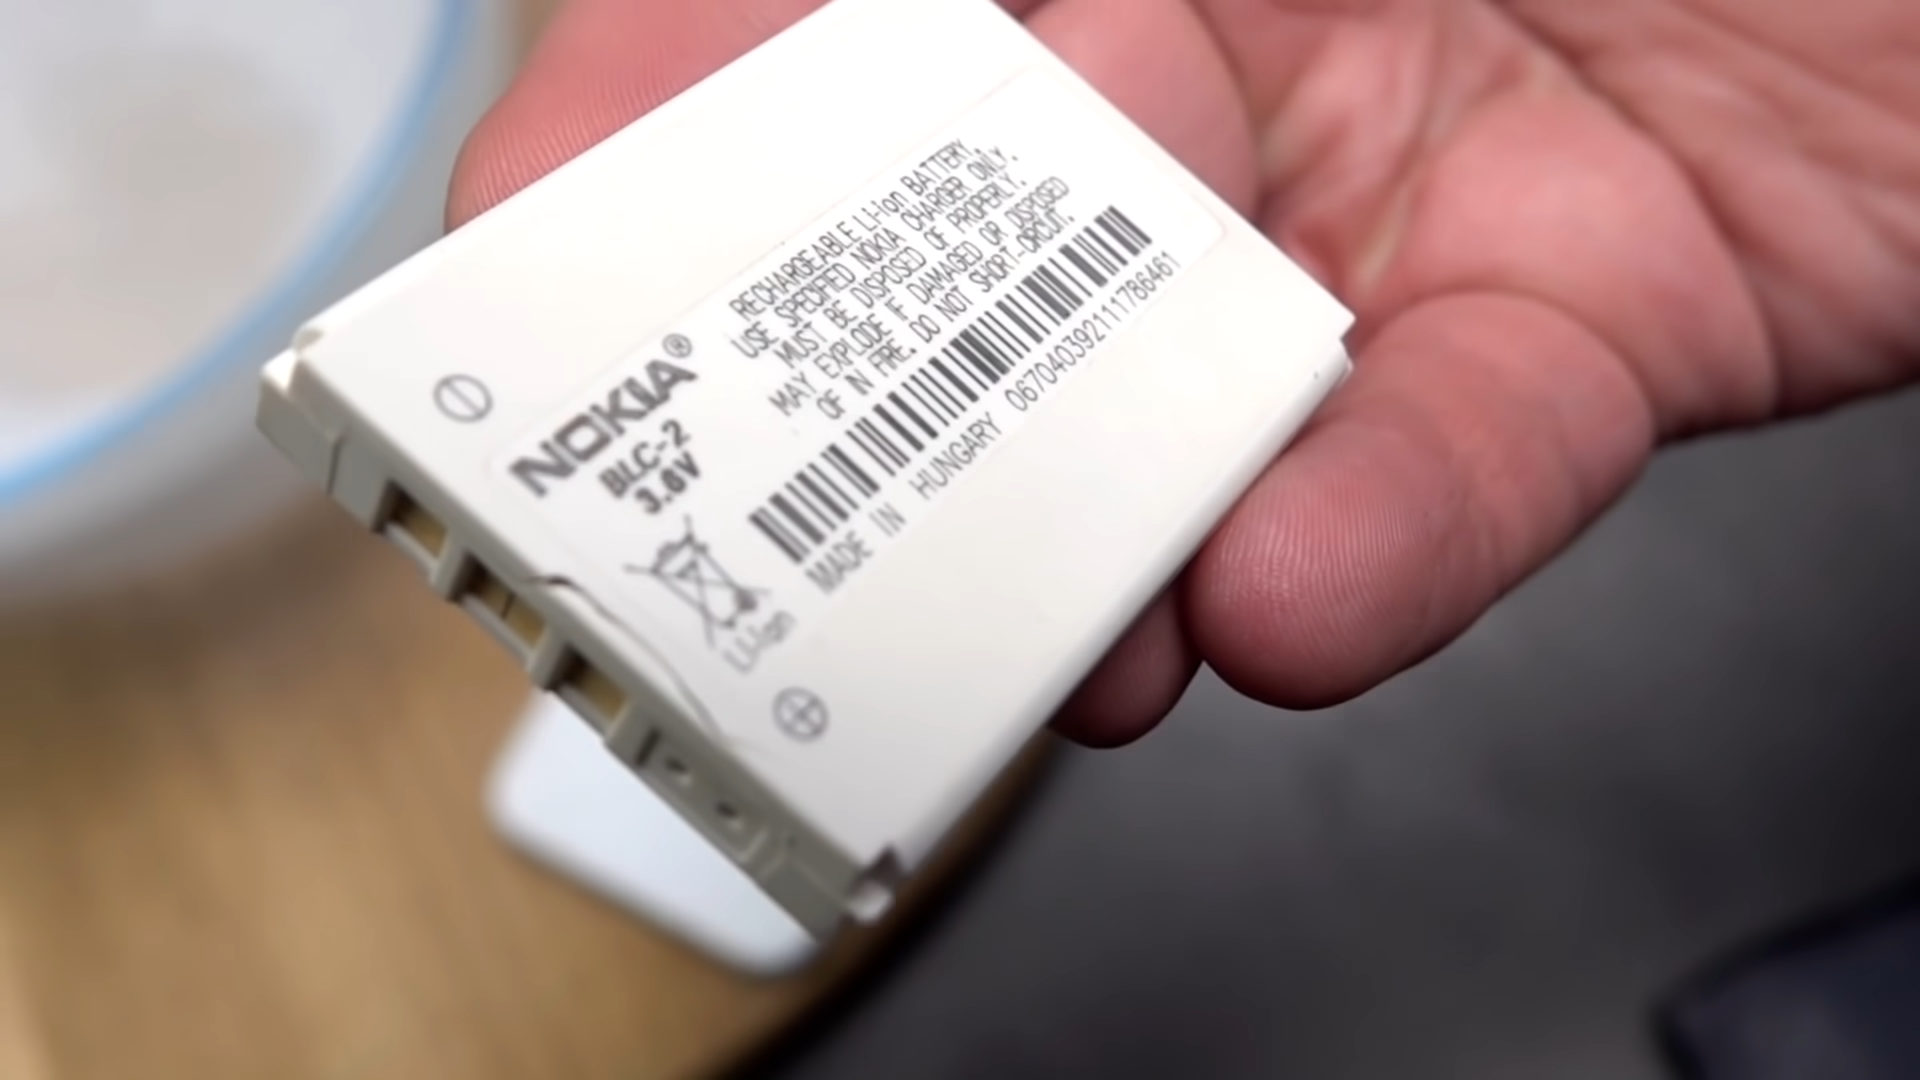 NOKIA®
BLC-2
3.6V
Li-Ion
RECHARGEABLE Li-Ion BATTERY.
USE SPECIFIED NOKIA CHARGER ONLY.
MUST BE DISPOSED OF PROPERLY.
MAY EXPLODE IF DAMAGED OR DISPOSED
OF IN FIRE. DO NOT SHORT-CIRCUIT.
MADE IN HUNGARY 067040392111786461